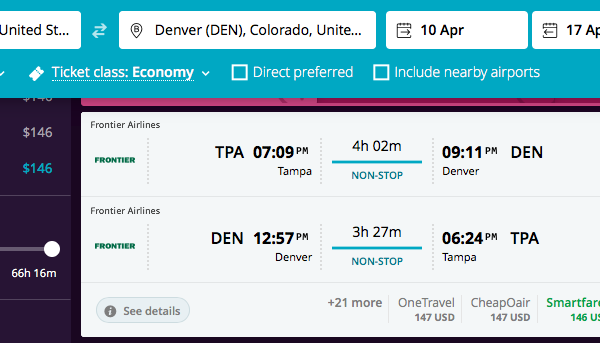 United St... B Denver (DEN), Colorado, Unite... 10 Apr 17 Ap
Ticket class: Economy Direct preferred Include nearby airports
$146
$146
$146
66h 16m
Frontier Airlines
FRONTIER TPA 07:09 PM 4h 02m 09:11 PM DEN
Tampa NON-STOP Denver
Frontier Airlines
FRONTIER DEN 12:57 PM 3h 27m 06:24 PM TPA
Denver NON-STOP Tampa
See details +21 more OneTravel CheapOair Smartfare
147 USD 147 USD 146 US